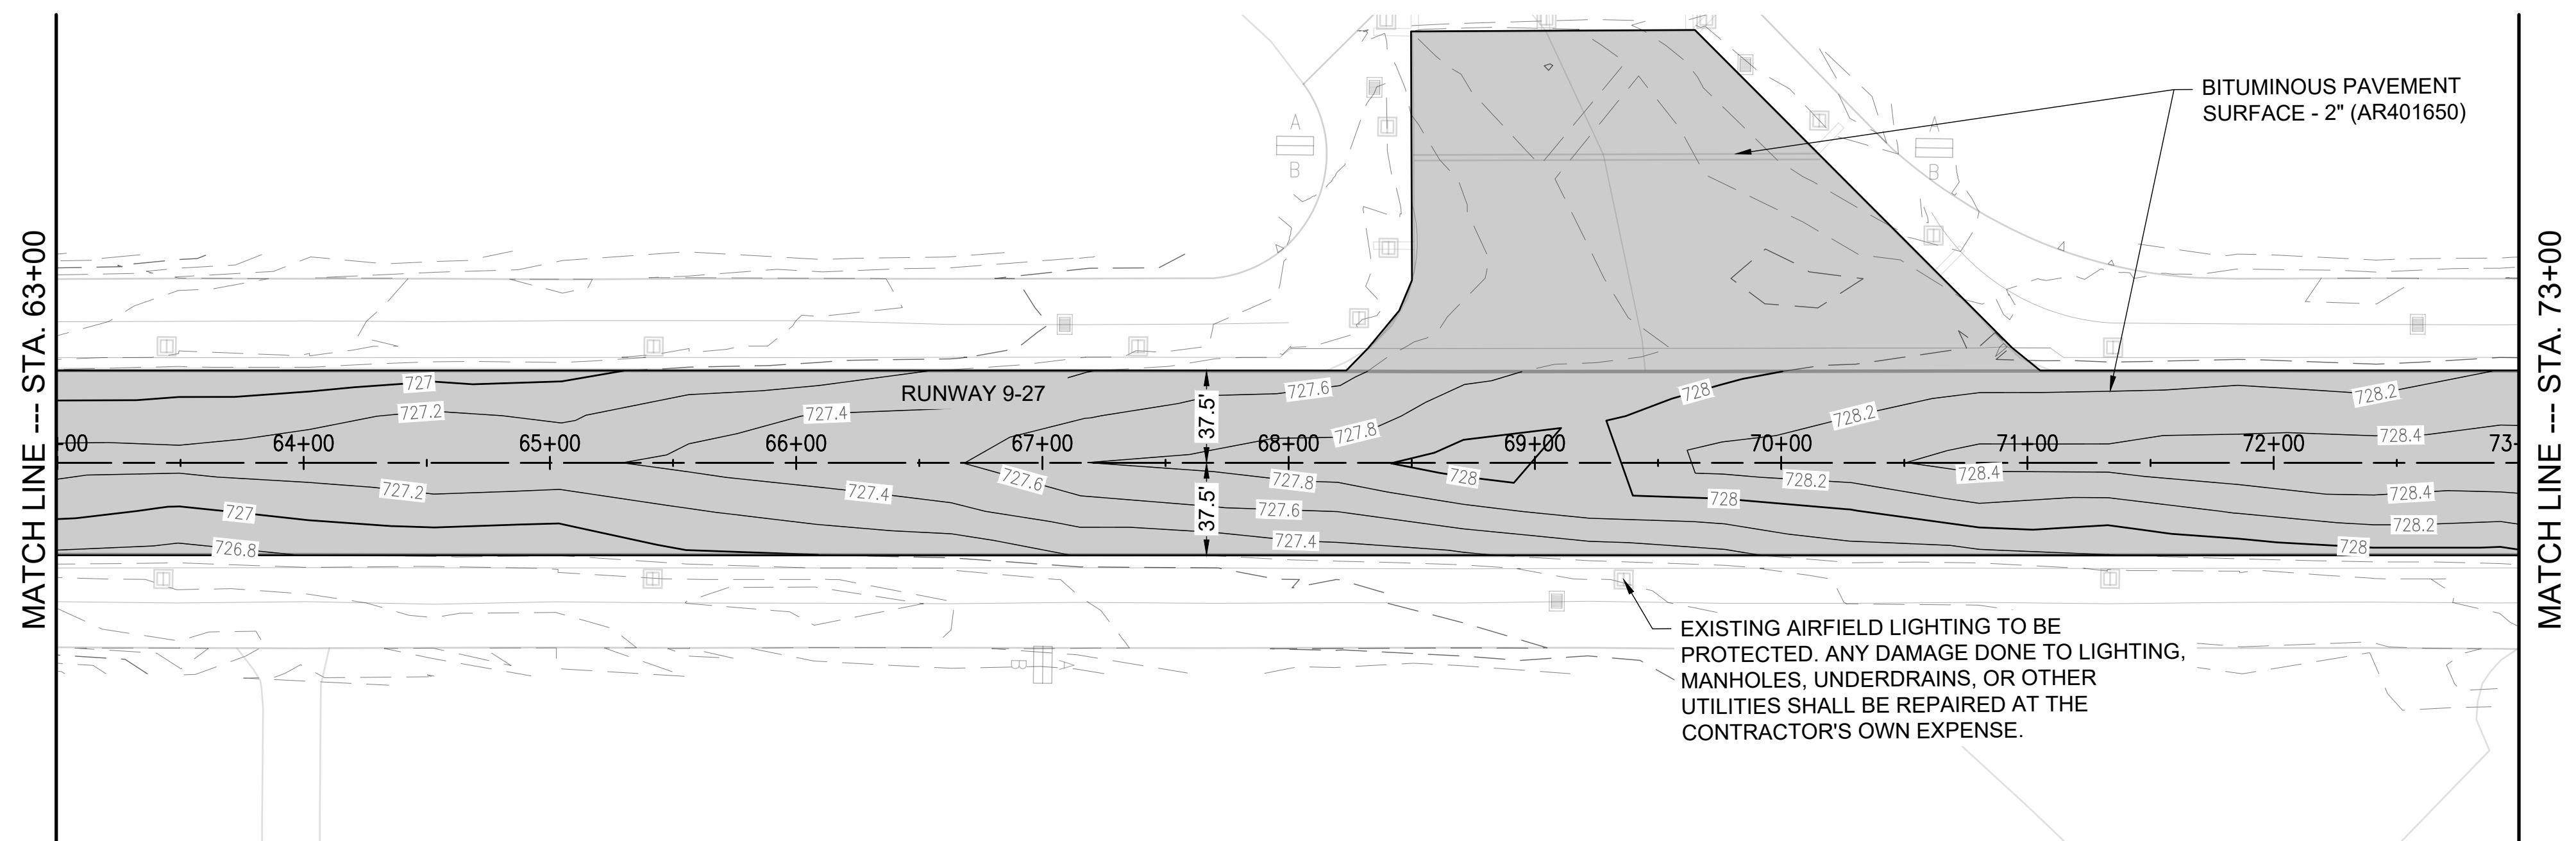 A
B
A
B
BITUMINOUS PAVEMENT
SURFACE - 2" (AR401650)
MATCH LINE --- STA. 63+00
MATCH LINE --- STA. 73+00
RUNWAY 9-27
727
727.2
727.4
727.6
727.8
728
728.2
728.2
728.4
37.5'
-00
64+00
65+00
66+00
67+00
68+00
69+00
70+00
71+00
72+00
73-
37.5'
727.2
727
726.8
727.4
727.6
727.8
727.6
727.4
728
728
728.2
728.4
728.4
728.2
728
B
A
EXISTING AIRFIELD LIGHTING TO BE
PROTECTED. ANY DAMAGE DONE TO LIGHTING,
MANHOLES, UNDERDRAINS, OR OTHER
UTILITIES SHALL BE REPAIRED AT THE
CONTRACTOR'S OWN EXPENSE.